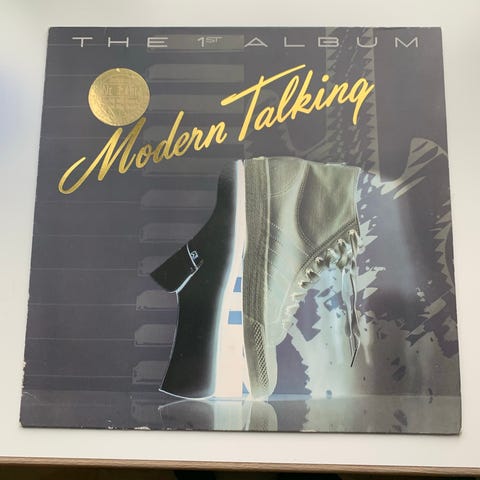 THE 1ST ALBUM
Modern Talking